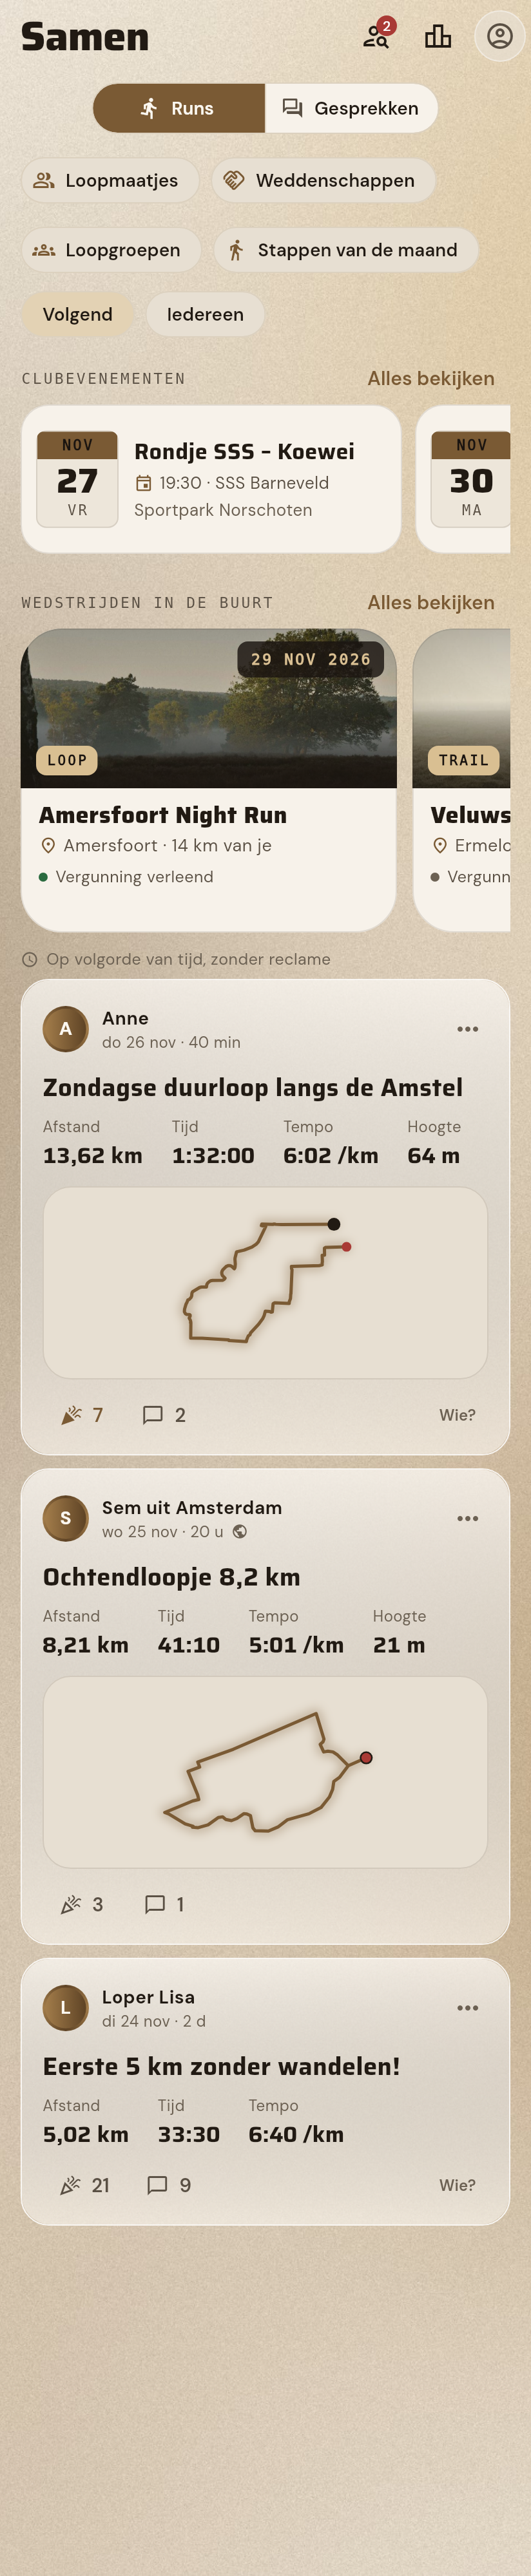 Samen
2
Runs
Gesprekken
Loopmaatjes
Weddenschappen
Loopgroepen
Stappen van de maand
Volgend
Iedereen
CLUBEVENEMENTEN
Alles bekijken
NOV
27
VR
Rondje SSS – Koewei
19:30 · SSS Barneveld
Sportpark Norschoten
NOV
30
MA
WEDSTRIJDEN IN DE BUURT
Alles bekijken
29 NOV 2026
LOOP
Amersfoort Night Run
Amersfoort · 14 km van je
Vergunning verleend
TRAIL
Veluws
Ermelo
Vergunn
Op volgorde van tijd, zonder reclame
A
Anne
do 26 nov · 40 min
Zondagse duurloop langs de Amstel
Afstand Tijd Tempo Hoogte
13,62 km 1:32:00 6:02 /km 64 m
7 2 Wie?
S
Sem uit Amsterdam
wo 25 nov · 20 u
Ochtendloopje 8,2 km
Afstand Tijd Tempo Hoogte
8,21 km 41:10 5:01 /km 21 m
3 1
L
Loper Lisa
di 24 nov · 2 d
Eerste 5 km zonder wandelen!
Afstand Tijd Tempo
5,02 km 33:30 6:40 /km
21 9 Wie?